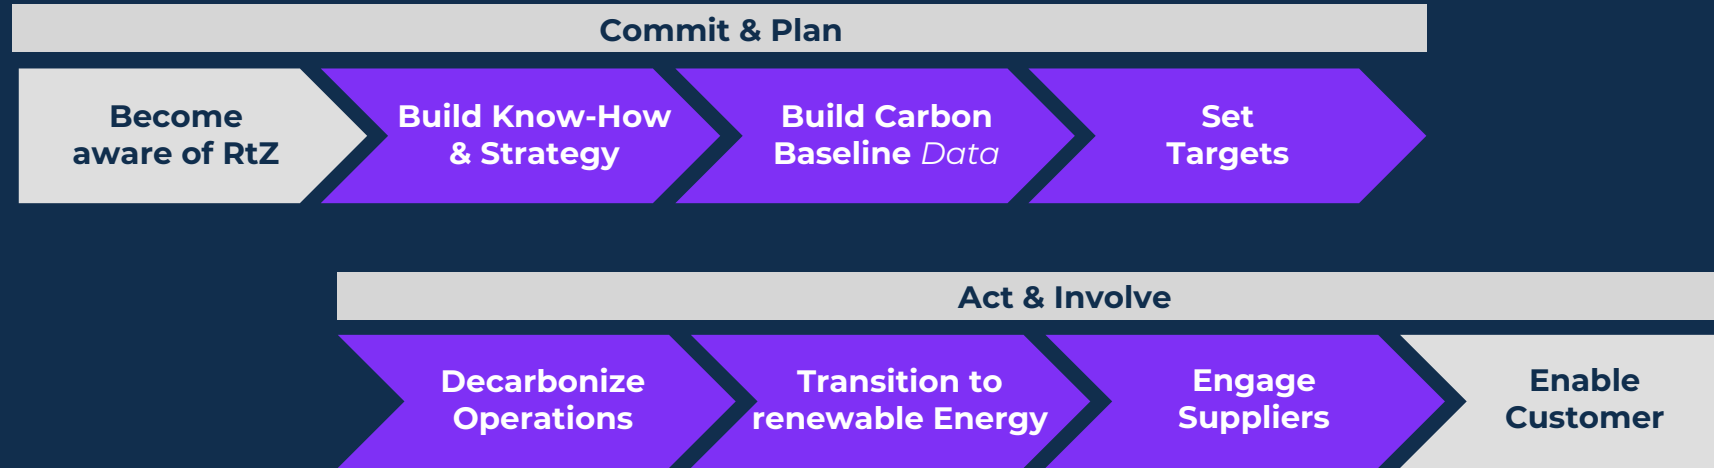 Commit & Plan
Become
aware of RtZ
Build Know-How
& Strategy
Build Carbon
Baseline Data
Set
Targets
Act & Involve
Decarbonize
Operations
Transition to
renewable Energy
Engage
Suppliers
Enable
Customer